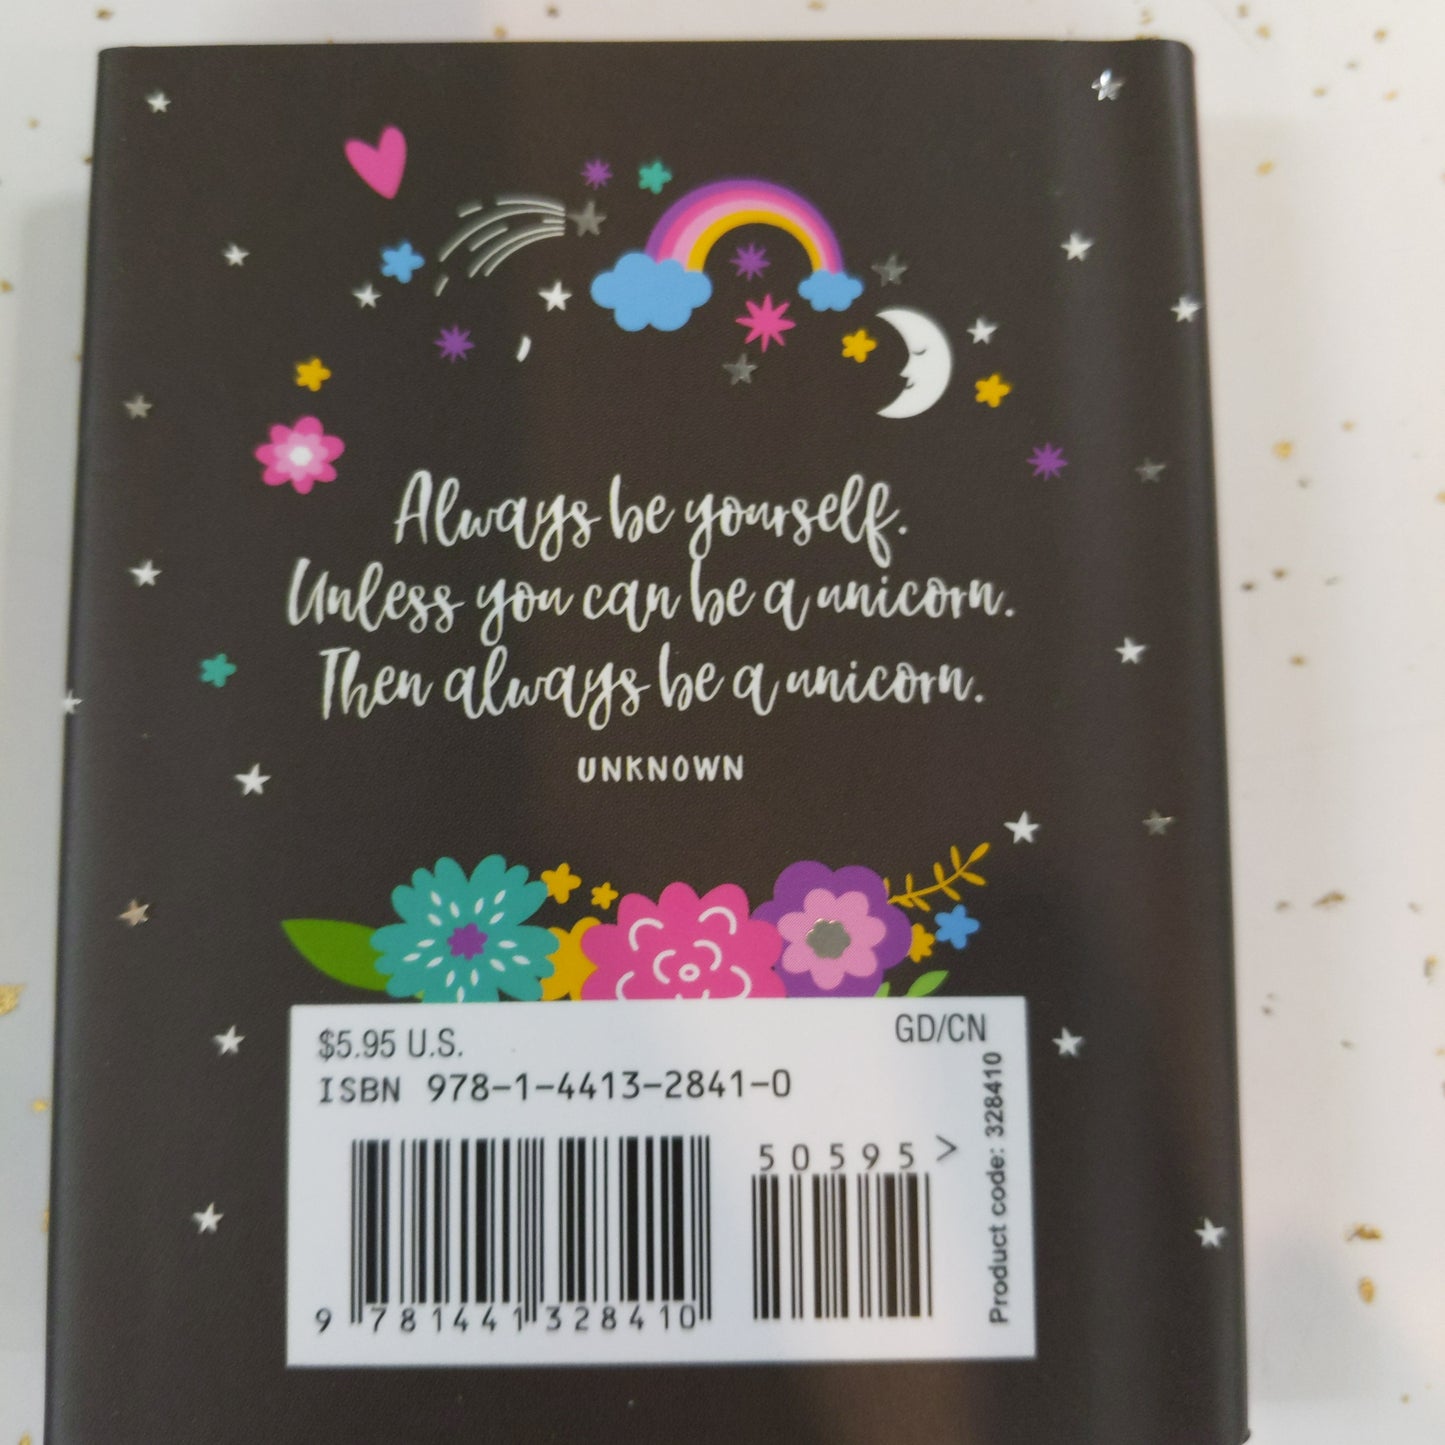 Always be yourself.
Unless you can be a unicorn.
Then always be a unicorn.
UNKNOWN
$5.95 U.S.
GD/CN
ISBN 978-1-4413-2841-0
50595>
9 781441 328410
Product code: 328410